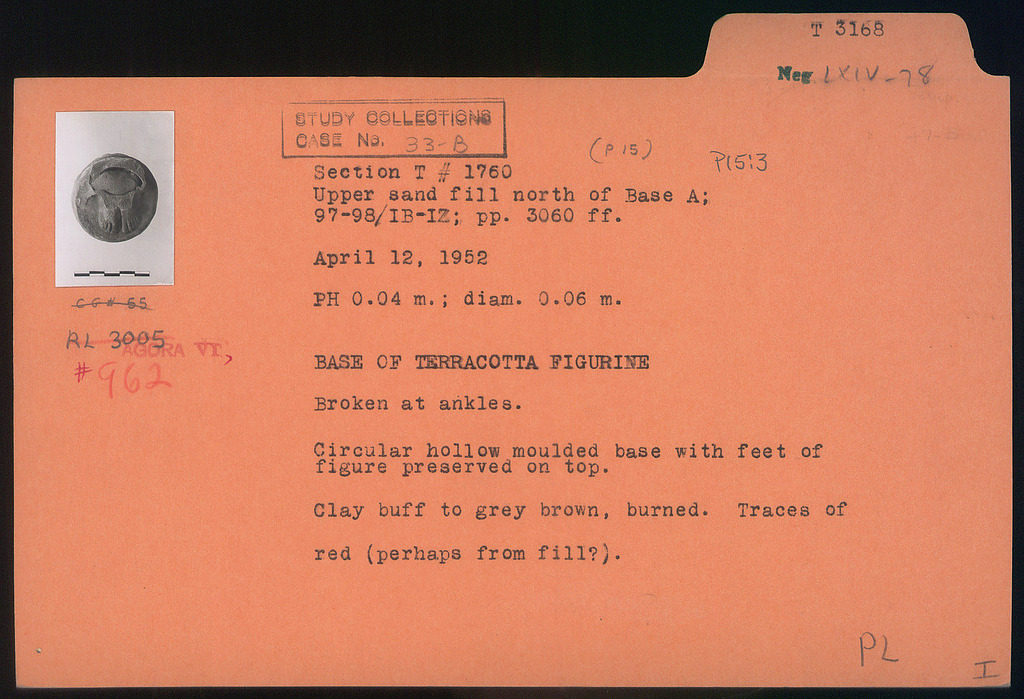 T 3168
Neg LXIV-78
STUDY COLLECTIONS
CASE No. 33-B
(P 15)
P15:3
Section T # 1760
Upper sand fill north of Base A;
97-98/IB-IZ; pp. 3060 ff.
April 12, 1952
PH 0.04 m.; diam. 0.06 m.
CG# 65
RL 3005
AGORA VI,
#962
BASE OF TERRACOTTA FIGURINE
Broken at ankles.
Circular hollow moulded base with feet of
figure preserved on top.
Clay buff to grey brown, burned. Traces of
red (perhaps from fill?).
PL
I